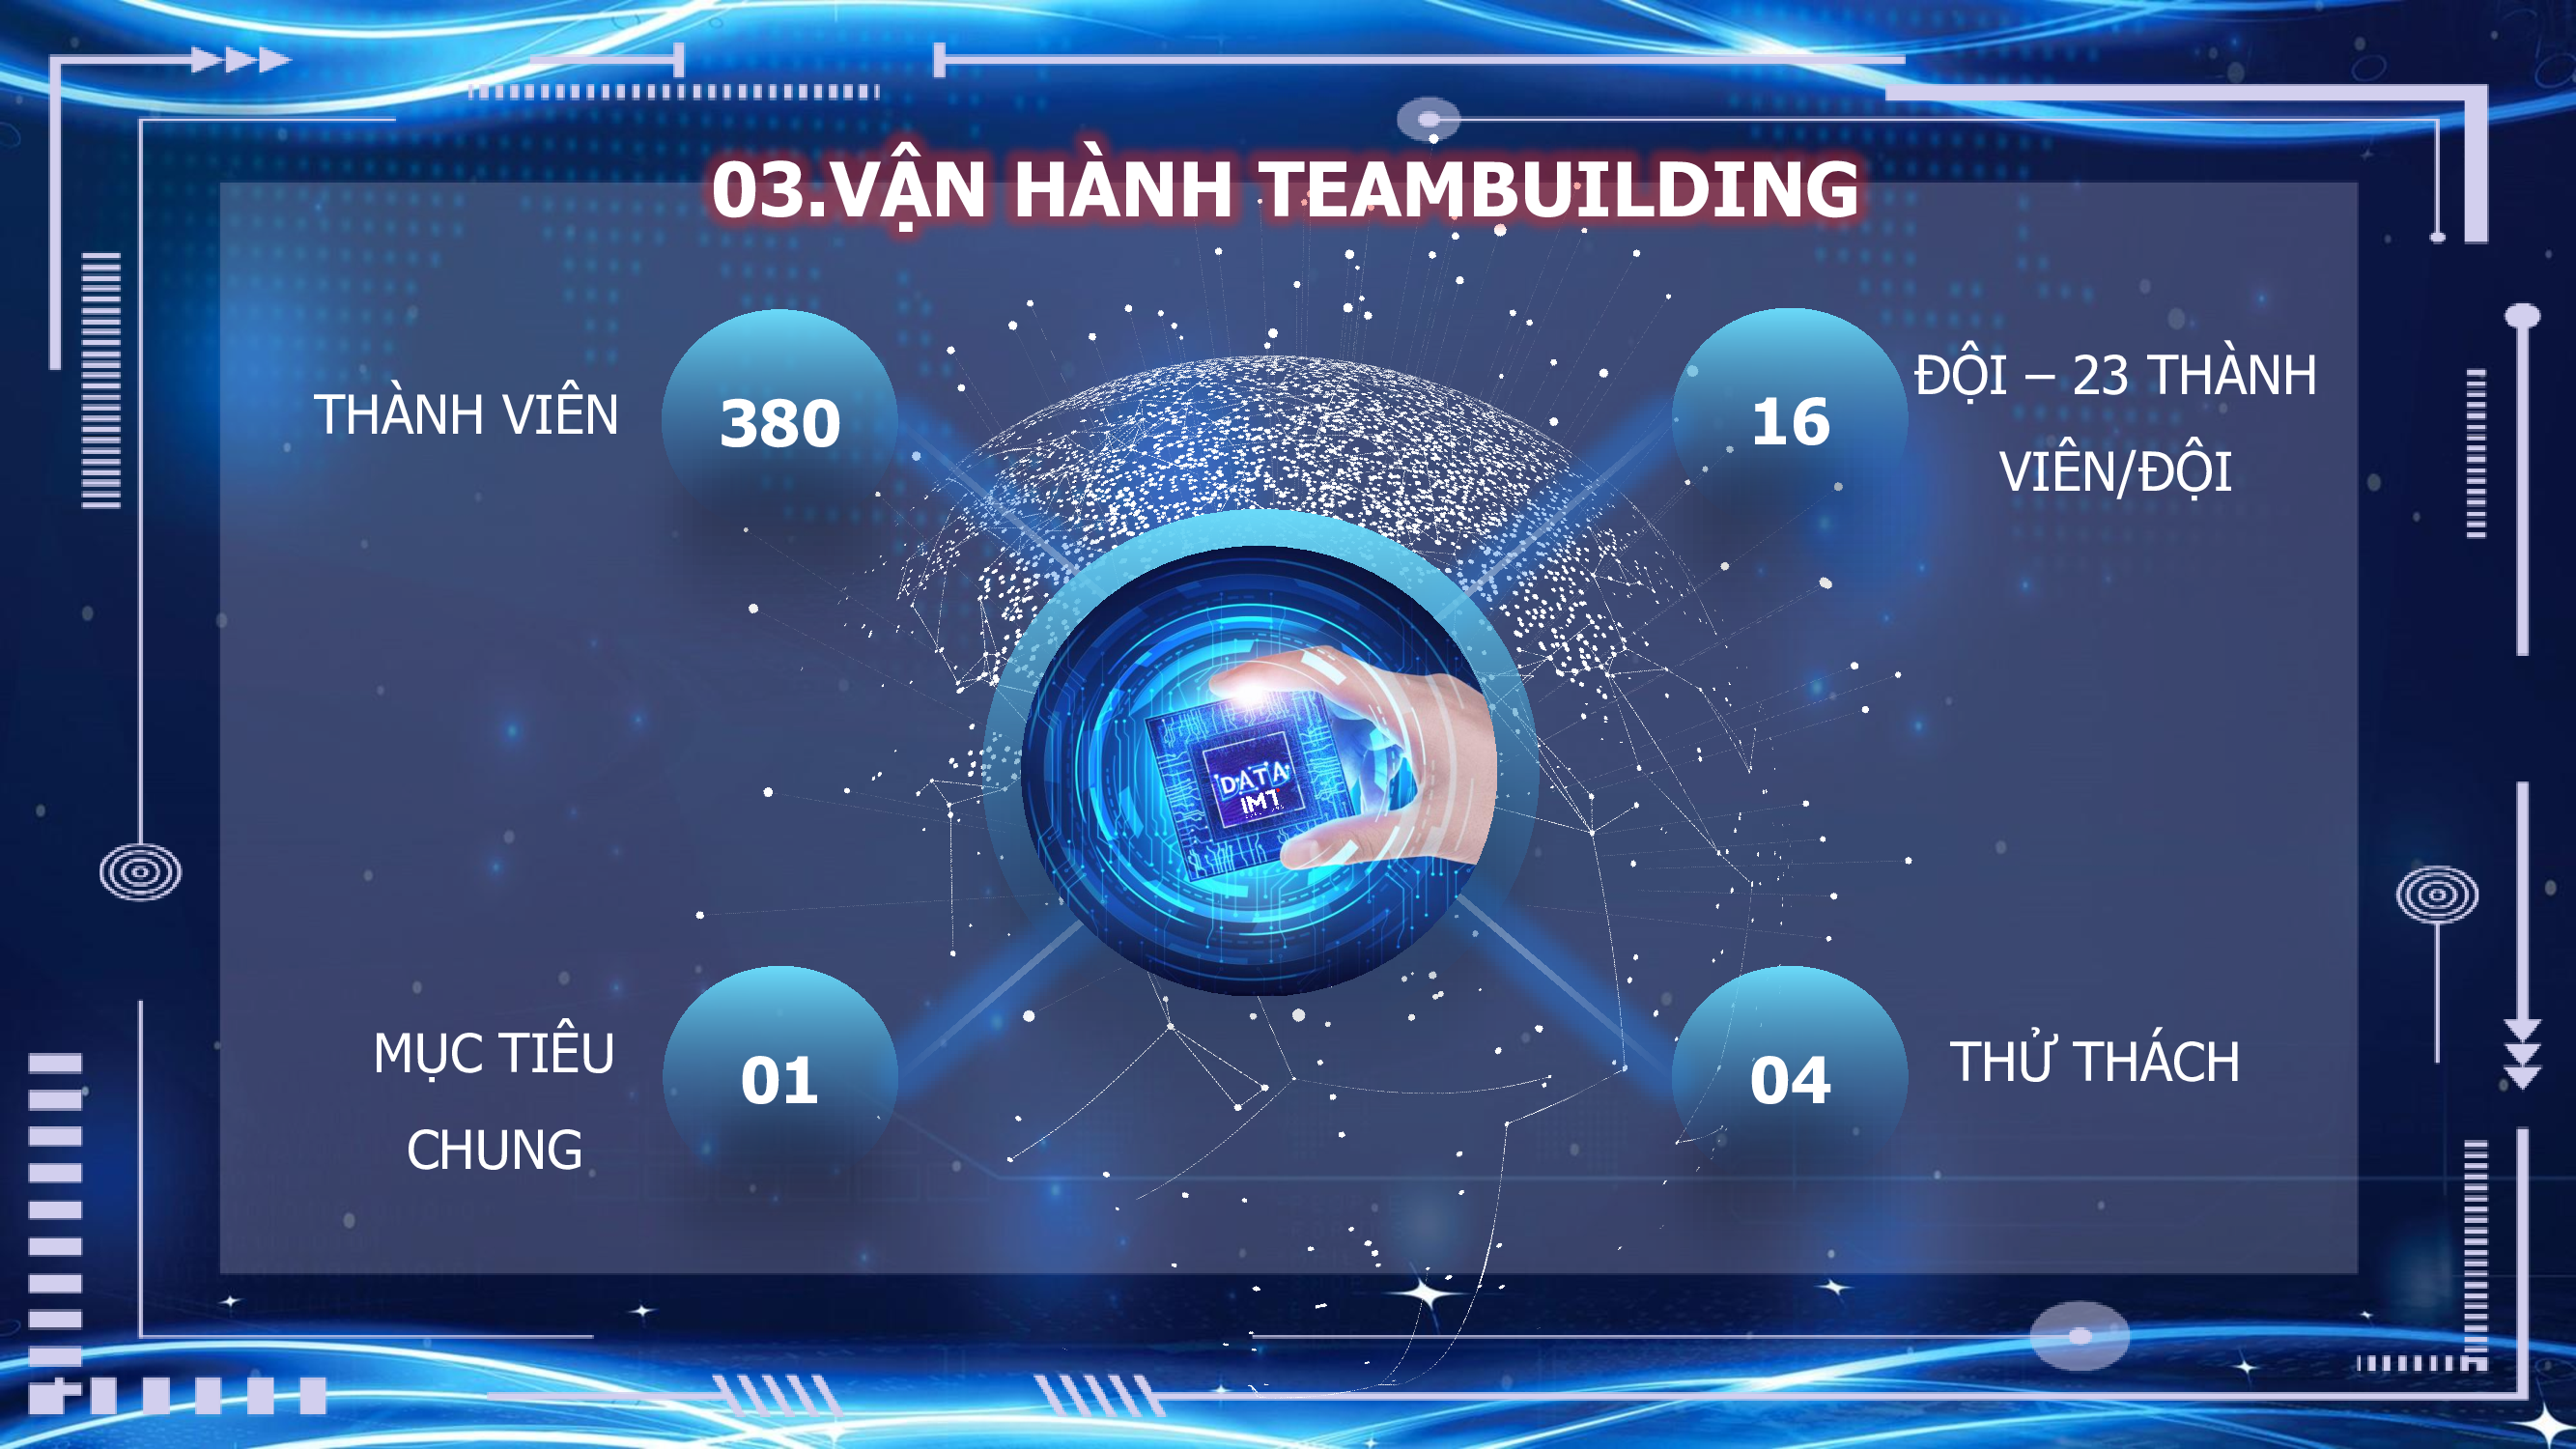 03.VẬN HÀNH TEAMBUILDING
THÀNH VIÊN
380
16
ĐỘI – 23 THÀNH
VIÊN/ĐỘI
DATA
IMT
MỤC TIÊU
CHUNG
01
04
THỬ THÁCH